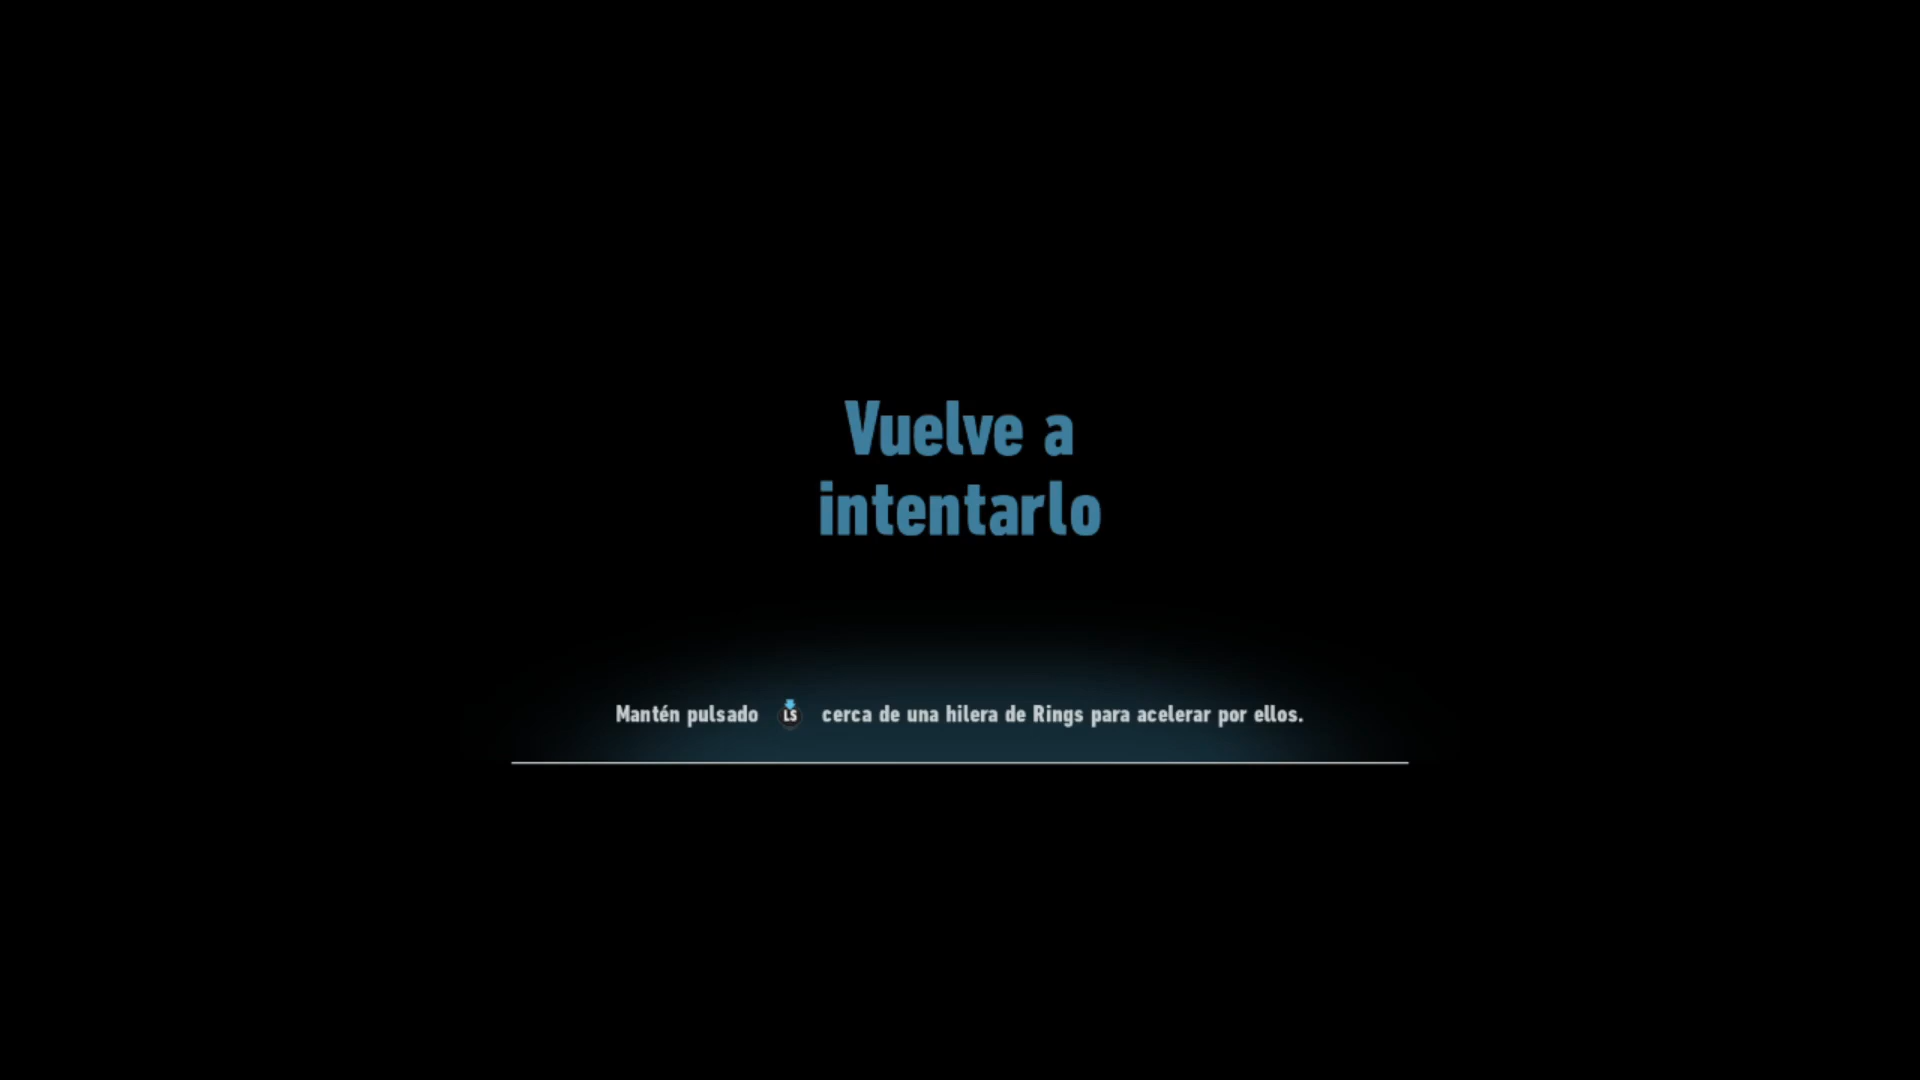 Vuelve a
intentarlo
Mantén pulsado LS cerca de una hilera de Rings para acelerar por ellos.